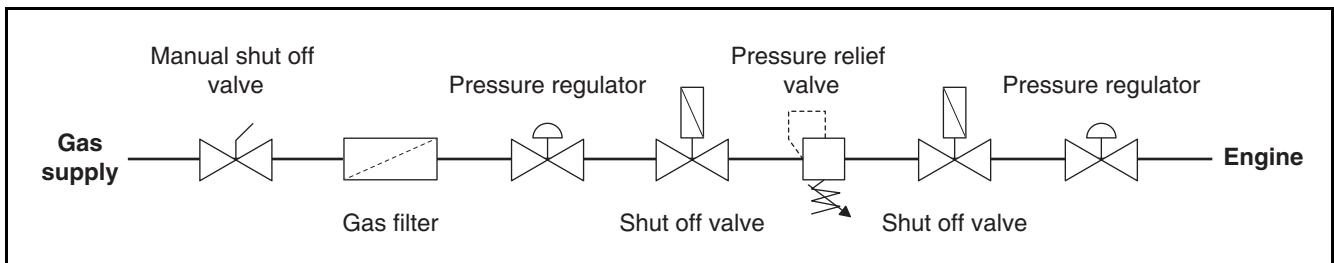 Manual shut off
valve
Pressure regulator
Pressure relief
valve
Pressure regulator
Gas
supply
Engine
Gas filter
Shut off valve
Shut off valve